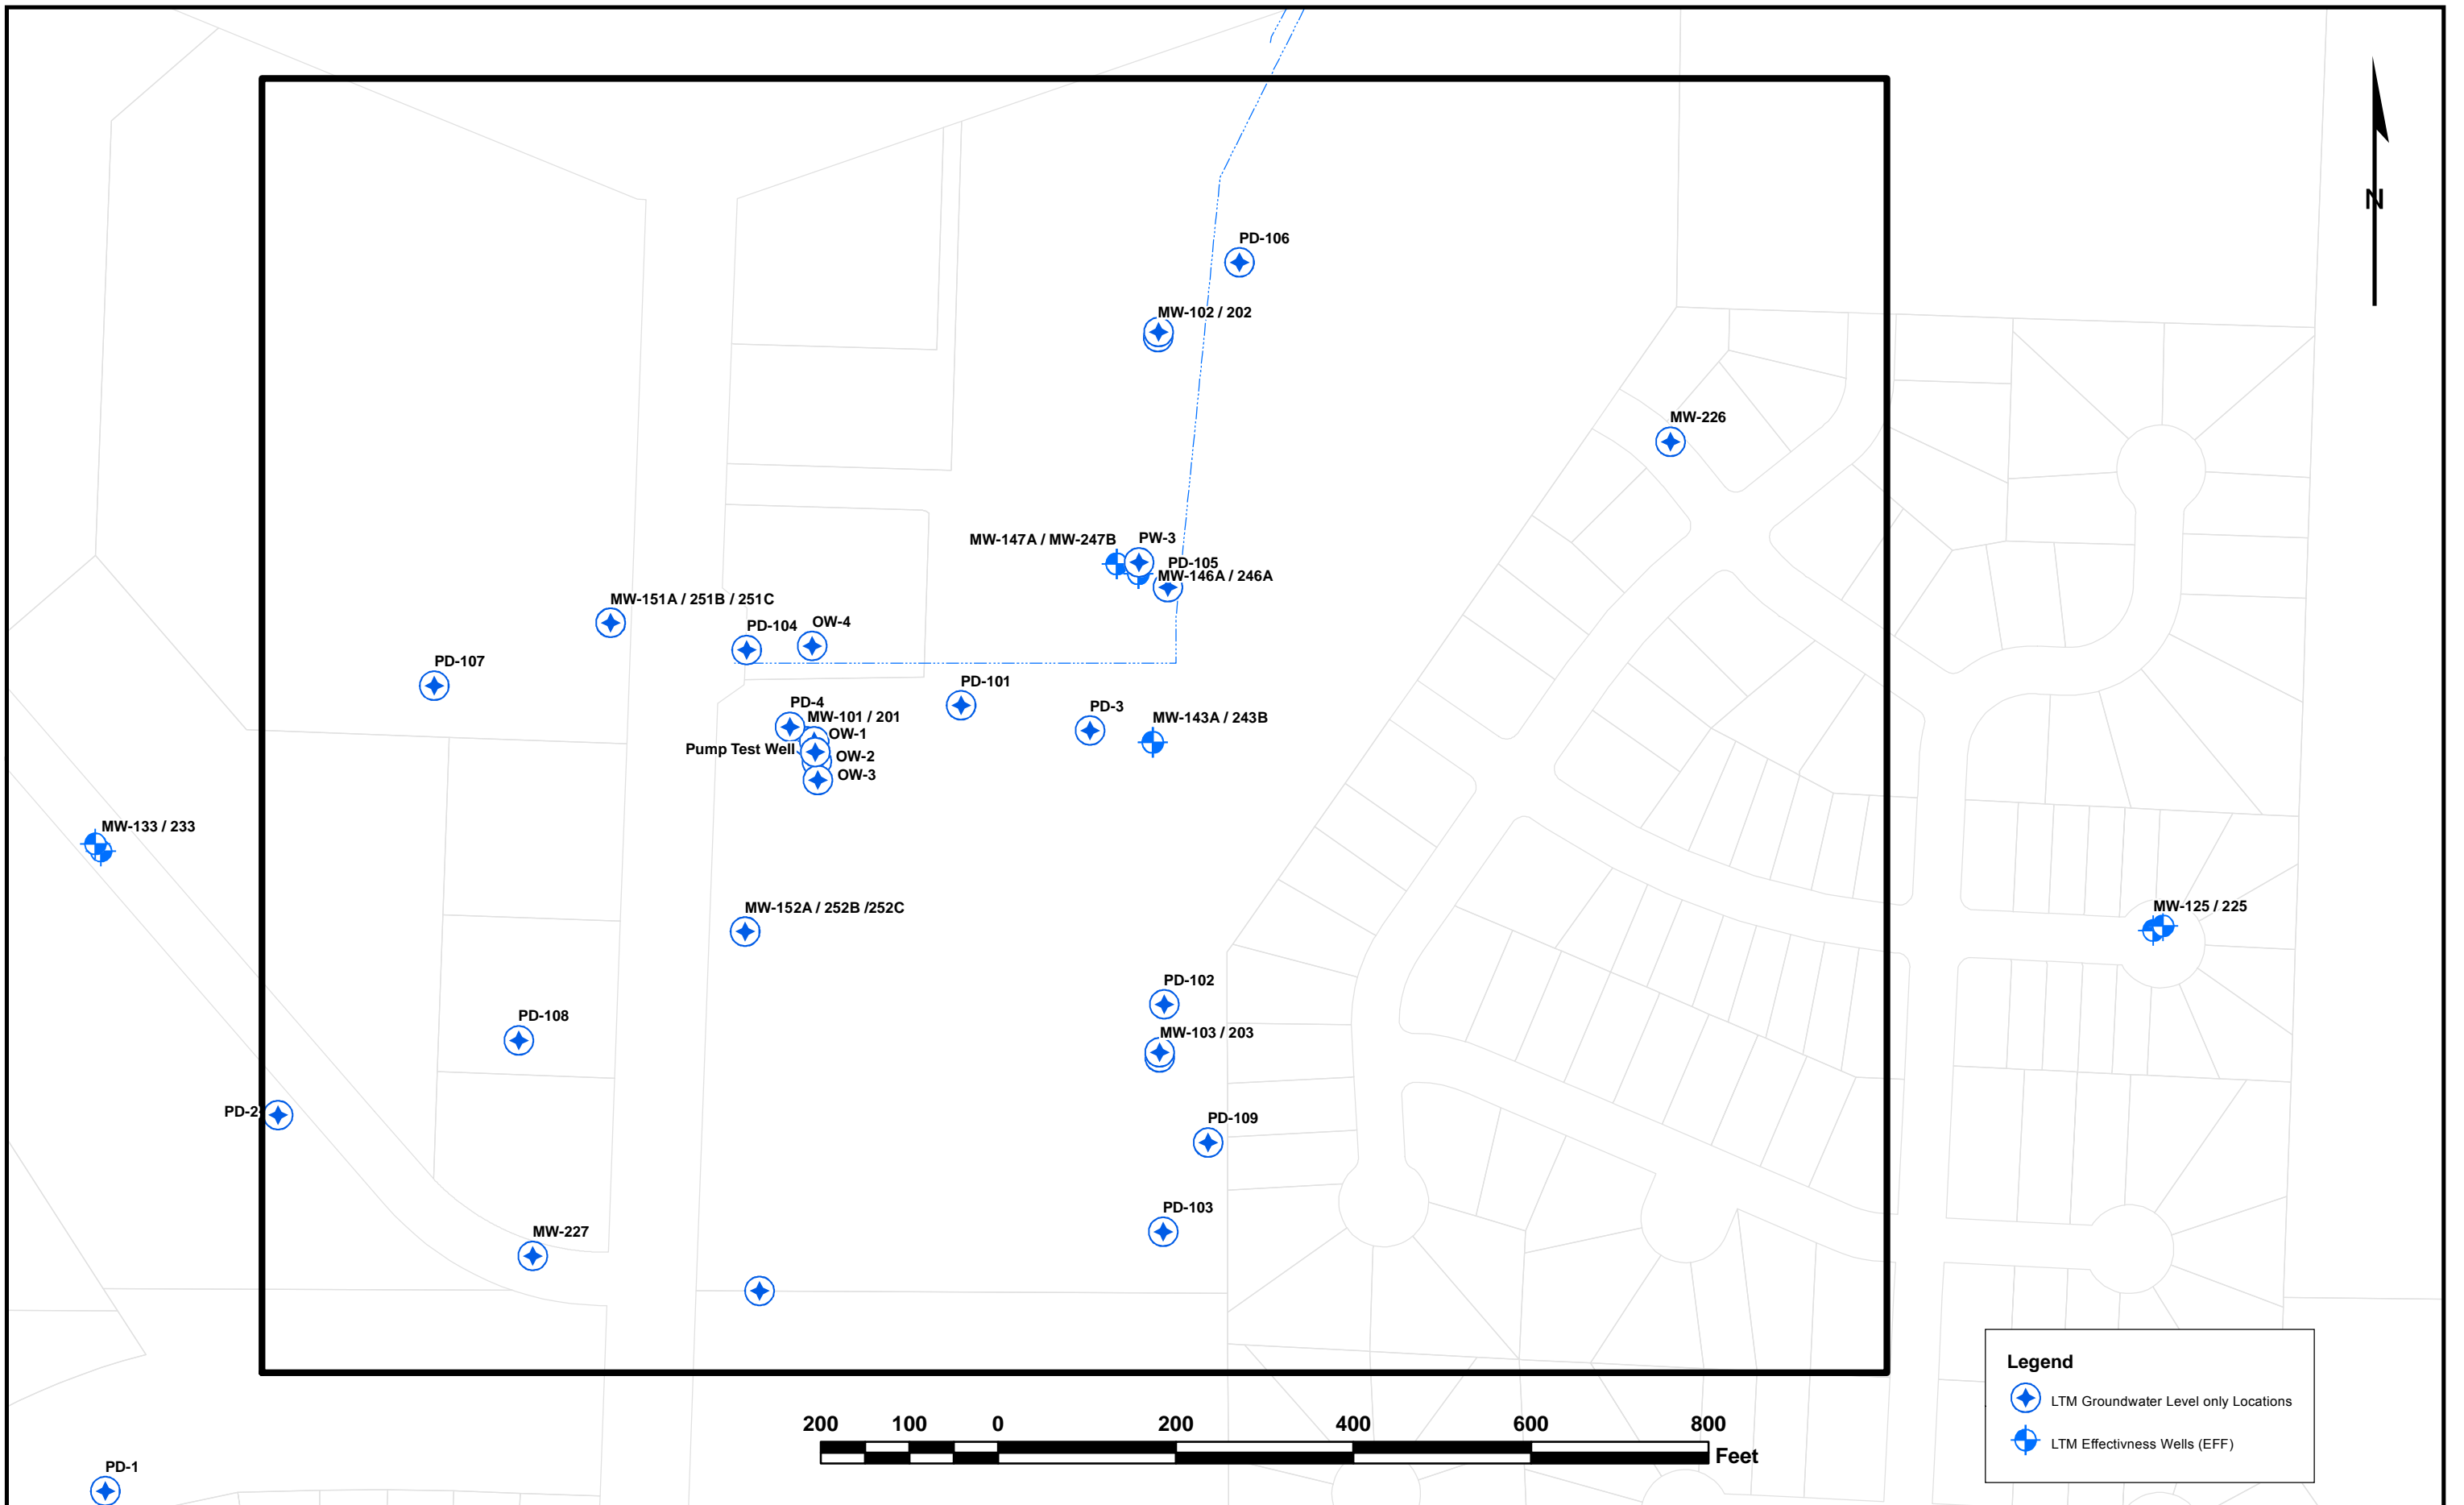 N
PD-106
MW-102 / 202
MW-226
MW-147A / MW-247B
PW-3
PD-105
MW-146A / 246A
MW-151A / 251B / 251C
PD-104
OW-4
PD-107
PD-101
PD-4
PD-3
MW-101 / 201
MW-143A / 243B
OW-1
Pump Test Well
OW-2
OW-3
MW-133 / 233
MW-152A / 252B /252C
MW-125 / 225
PD-102
PD-108
MW-103 / 203
PD-2
PD-109
PD-103
MW-227
Legend
LTM Groundwater Level only Locations
LTM Effectivness Wells (EFF)
200 100 0 200 400 600 800
Feet
PD-1